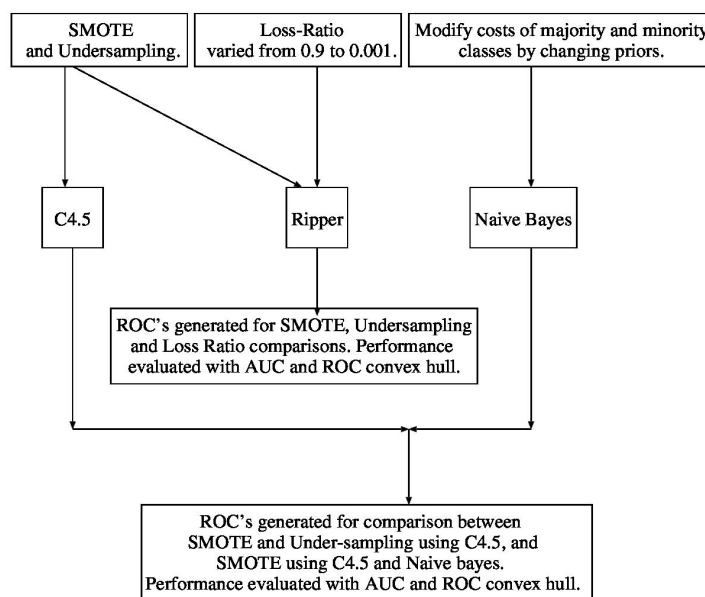 SMOTE
and Undersampling.
Loss-Ratio
varied from 0.9 to 0.001.
Modify costs of majority and minority
classes by changing priors.
C4.5
Ripper
Naive Bayes
ROC's generated for SMOTE, Undersampling
and Loss Ratio comparisons. Performance
evaluated with AUC and ROC convex hull.
ROC's generated for comparison between
SMOTE and Under-sampling using C4.5, and
SMOTE using C4.5 and Naive bayes.
Performance evaluated with AUC and ROC convex hull.